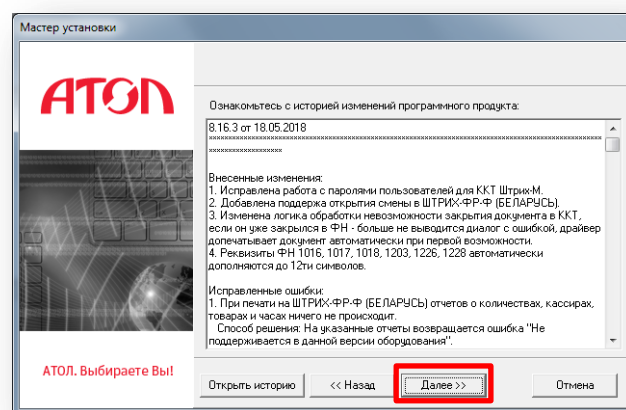 Мастер установки
АТОЛ
Ознакомьтесь с историей изменений программного продукта:
8.16.3 от 18.05.2018
Внесенные изменения:
1. Исправлена работа с паролями пользователей для ККТ Штрих-М.
2. Добавлена поддержка открытия смены в ШТРИХ-ФР-Ф (БЕЛАРУСЬ).
3. Изменена логика обработки невозможности закрытия документа в ККТ,
если он уже закрылся в ФН - больше не выводится диалог с ошибкой, драйвер
допечатывает документ автоматически при первой возможности.
4. Реквизиты ФН 1016, 1017, 1018, 1203, 1226, 1228 автоматически
дополняются до 12ти символов.
Исправленные ошибки:
1. При печати на ШТРИХ-ФР-Ф (БЕЛАРУСЬ) отчетов о количествах, кассирах,
товарах и часах ничего не происходит.
Способ решения: На указанные отчеты возвращается ошибка "Не
поддерживается в данной версии оборудования".
АТОЛ. Выбираете Вы!
Открыть историю
<< Назад
Далее >>
Отмена